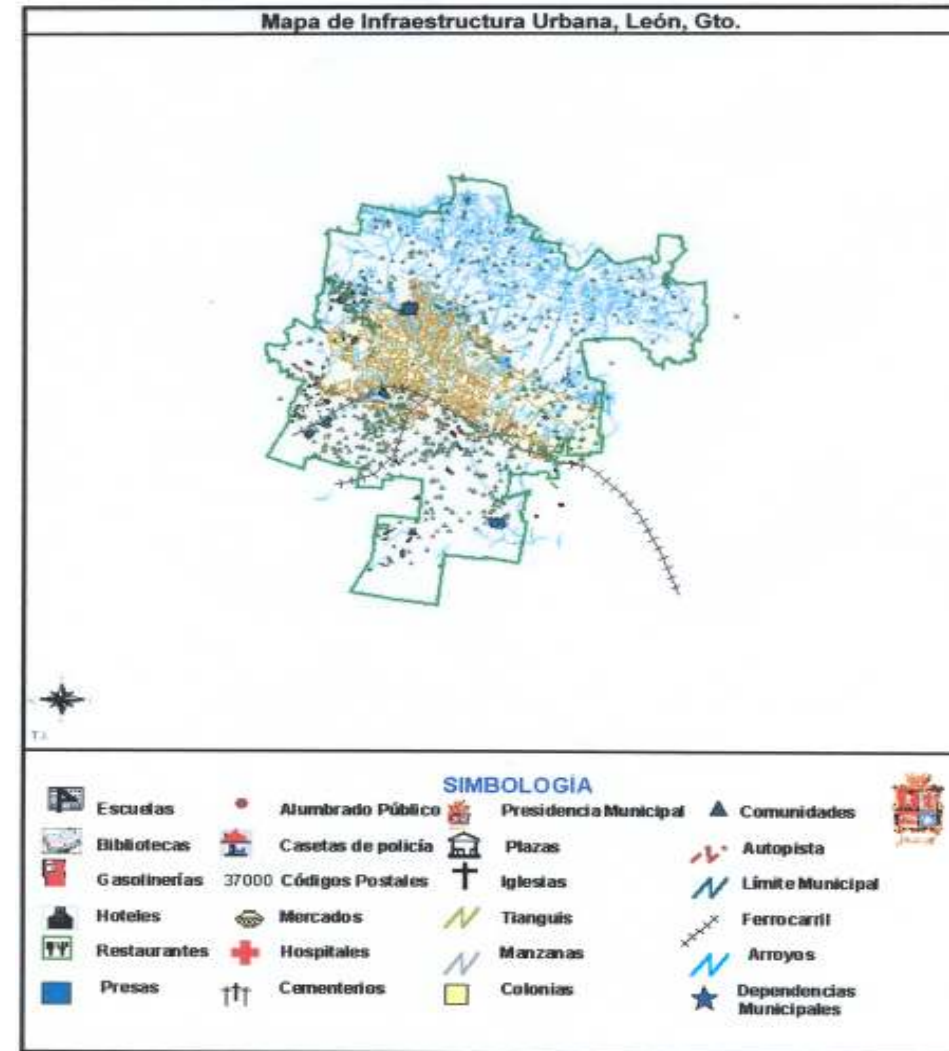 Mapa de Infraestructura Urbana, León, Gto.
SIMBOLOGÍA
Escuelas
Bibliotecas
Gasolinerías
Hoteles
Restaurantes
Presas
Alumbrado Público
Casetas de policía
37000 Códigos Postales
Mercados
Hospitales
Cementerios
Presidencia Municipal
Plazas
Iglesias
Tianguis
Manzanas
Colonias
Comunidades
Autopista
Límite Municipal
Ferrocarril
Arroyos
Dependencias
Municipales